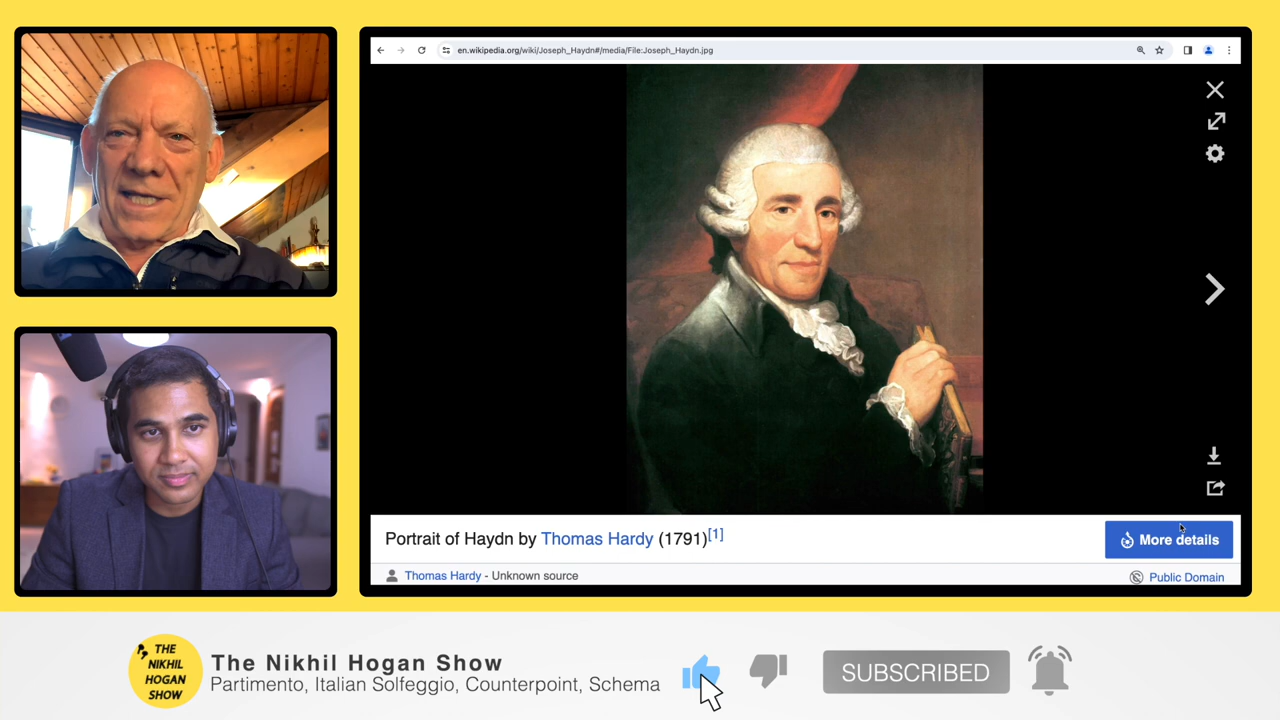 en.wikipedia.org/wiki/Joseph_Haydn#/media/File:Joseph_Haydn.jpg
Portrait of Haydn by Thomas Hardy (1791)[1]
More details
Thomas Hardy - Unknown source
Public Domain
THE
NIKHIL
HOGAN
SHOW
The Nikhil Hogan Show
Partimento, Italian Solfeggio, Counterpoint, Schema
SUBSCRIBED